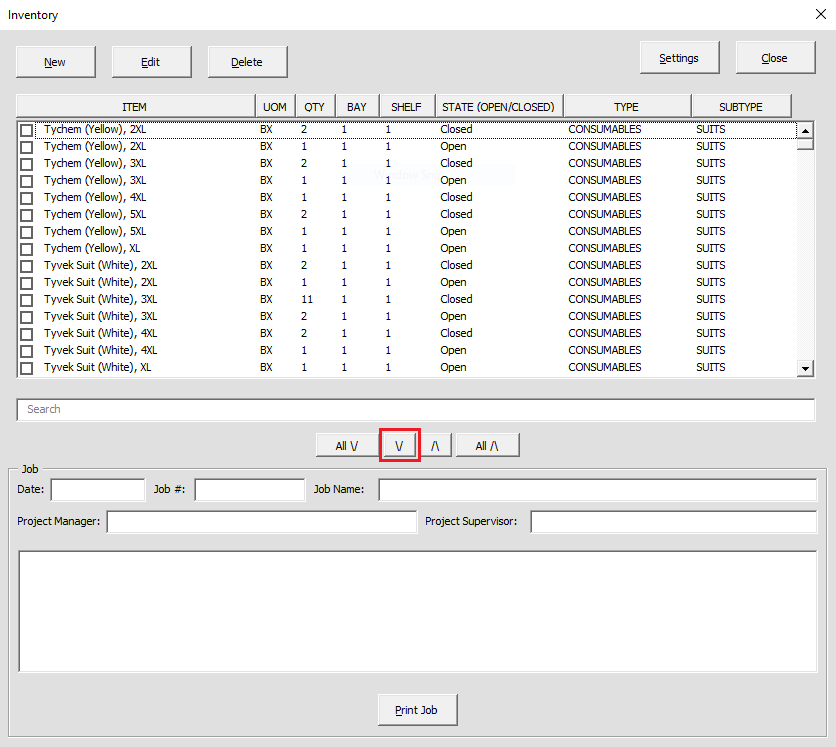 Inventory
New Edit Delete Settings Close
ITEM UOM QTY BAY SHELF STATE (OPEN/CLOSED) TYPE SUBTYPE
Tychem (Yellow), 2XL BX 2 1 1 Closed CONSUMABLES SUITS
Tychem (Yellow), 2XL BX 1 1 1 Open CONSUMABLES SUITS
Tychem (Yellow), 3XL BX 2 1 1 Closed CONSUMABLES SUITS
Tychem (Yellow), 3XL BX 1 1 1 Open CONSUMABLES SUITS
Tychem (Yellow), 4XL BX 1 1 1 Closed CONSUMABLES SUITS
Tychem (Yellow), 5XL BX 2 1 1 Closed CONSUMABLES SUITS
Tychem (Yellow), 5XL BX 1 1 1 Open CONSUMABLES SUITS
Tychem (Yellow), XL BX 1 1 1 Open CONSUMABLES SUITS
Tyvek Suit (White), 2XL BX 2 1 1 Closed CONSUMABLES SUITS
Tyvek Suit (White), 2XL BX 1 1 1 Open CONSUMABLES SUITS
Tyvek Suit (White), 3XL BX 11 1 1 Closed CONSUMABLES SUITS
Tyvek Suit (White), 3XL BX 2 1 1 Open CONSUMABLES SUITS
Tyvek Suit (White), 4XL BX 2 1 1 Closed CONSUMABLES SUITS
Tyvek Suit (White), 4XL BX 1 1 1 Open CONSUMABLES SUITS
Tyvek Suit (White), XL BX 1 1 1 Open CONSUMABLES SUITS
Search
All \/ \/ /\ All /\
Job
Date: Job #: Job Name:
Project Manager: Project Supervisor:
Print Job